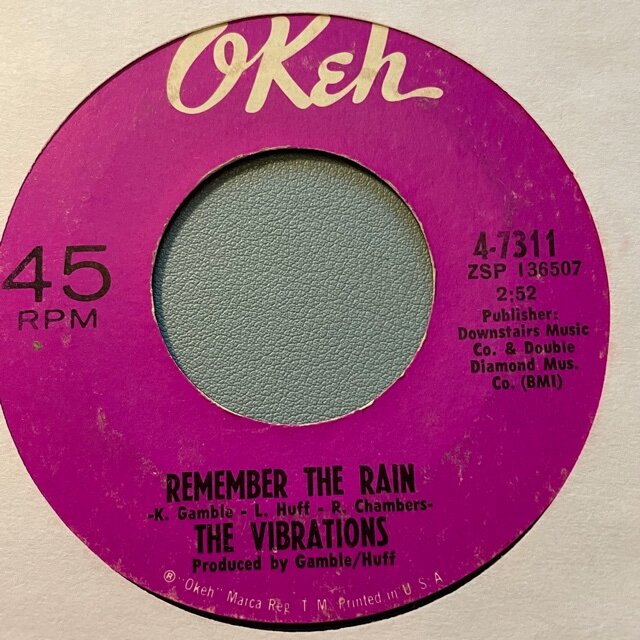 OKeh
45
RPM
4-7311
ZSP 136507
2:52
Publisher:
Downstairs Music
Co. & Double
Diamond Mus.
Co. (BMI)
REMEMBER THE RAIN
-K. Gamble - L. Huff - R. Chambers-
THE VIBRATIONS
Produced by Gamble/Huff
® "Okeh" Marca Reg. T. M. Printed in U S A